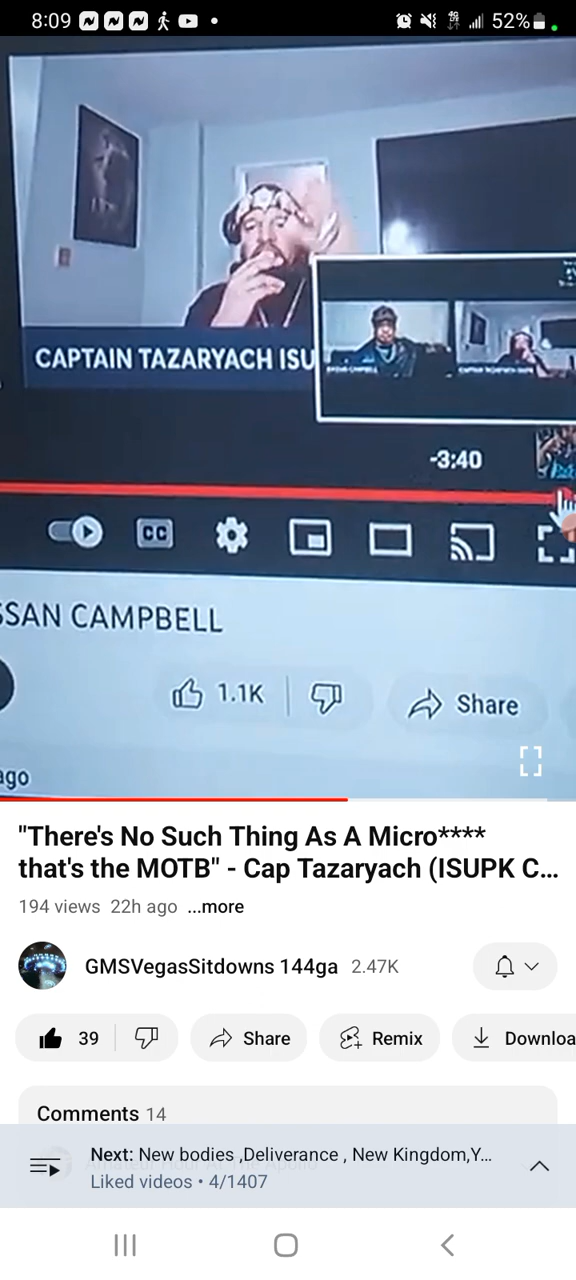 8:09
52%
CAPTAIN TAZARYACH ISU
-3:40
CC
SSAN CAMPBELL
1.1K
Share
ago
"There's No Such Thing As A Micro****
that's the MOTB" - Cap Tazaryach (ISUPK C...
194 views 22h ago ...more
GMSVegasSitdowns 144ga 2.47K
39 Share Remix Downloa
Comments 14
Next: New bodies ,Deliverance , New Kingdom,Y...
Liked videos • 4/1407